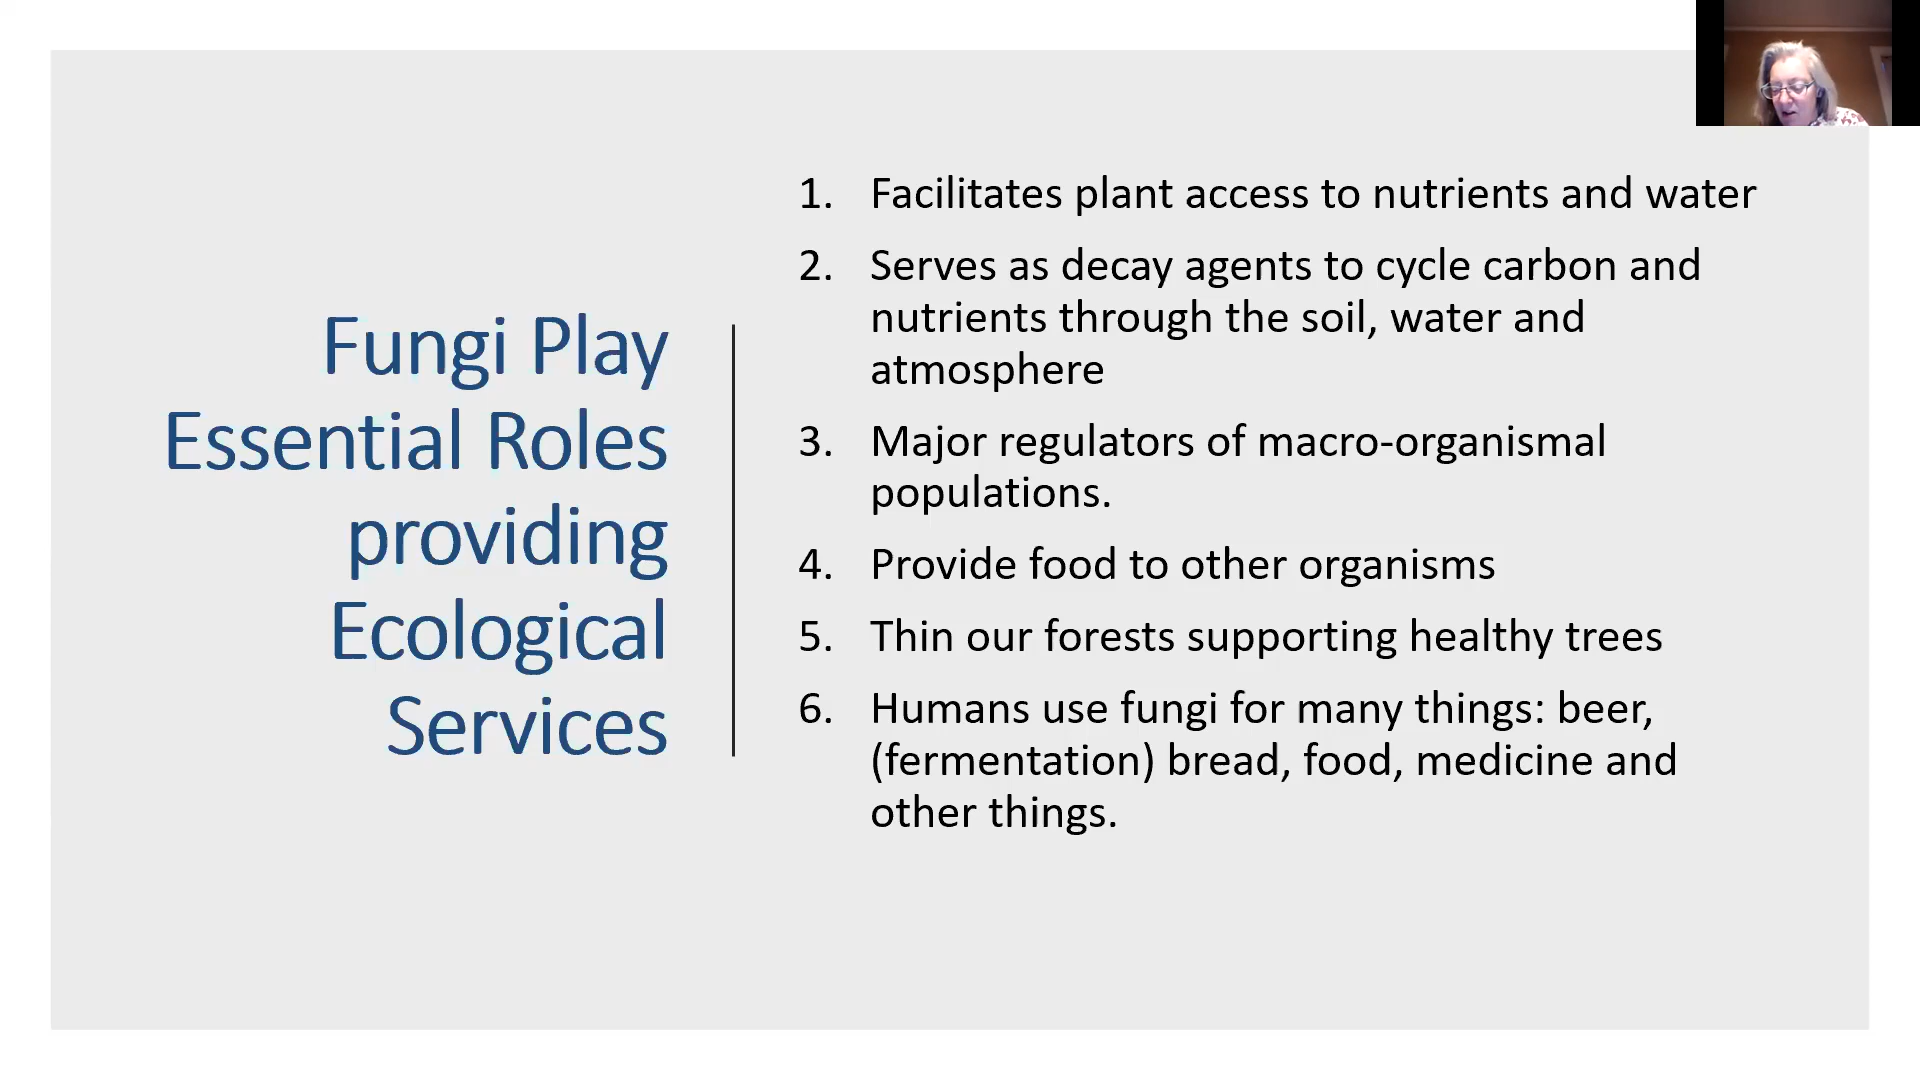 Fungi Play
Essential Roles
providing
Ecological
Services
1. Facilitates plant access to nutrients and water
2. Serves as decay agents to cycle carbon and
nutrients through the soil, water and
atmosphere
3. Major regulators of macro-organismal
populations.
4. Provide food to other organisms
5. Thin our forests supporting healthy trees
6. Humans use fungi for many things: beer,
(fermentation) bread, food, medicine and
other things.